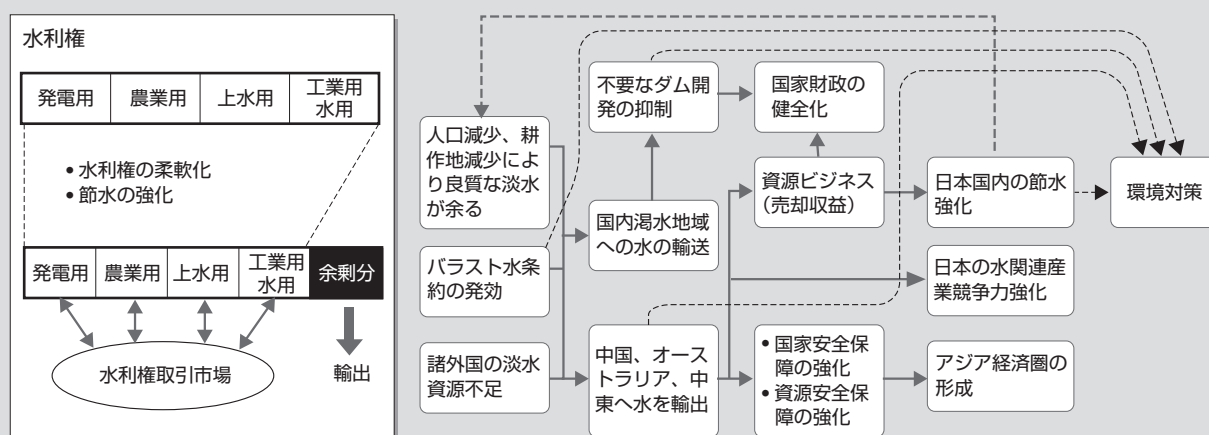 水利権
発電用
農業用
上水用
工業用
水用
• 水利権の柔軟化
• 節水の強化
発電用
農業用
上水用
工業用
水用
余剰分
水利権取引市場
輸出
人口減少、耕
作地減少によ
り良質な淡水
が余る
バラスト水条
約の発効
諸外国の淡水
資源不足
不要なダム開
発の抑制
国内渇水地域
への水の輸送
中国、オース
トラリア、中
東へ水を輸出
国家財政の
健全化
資源ビジネス
（売却収益）
• 国家安全保
障の強化
• 資源安全保
障の強化
日本国内の節水
強化
日本の水関連産
業競争力強化
アジア経済圏の
形成
環境対策